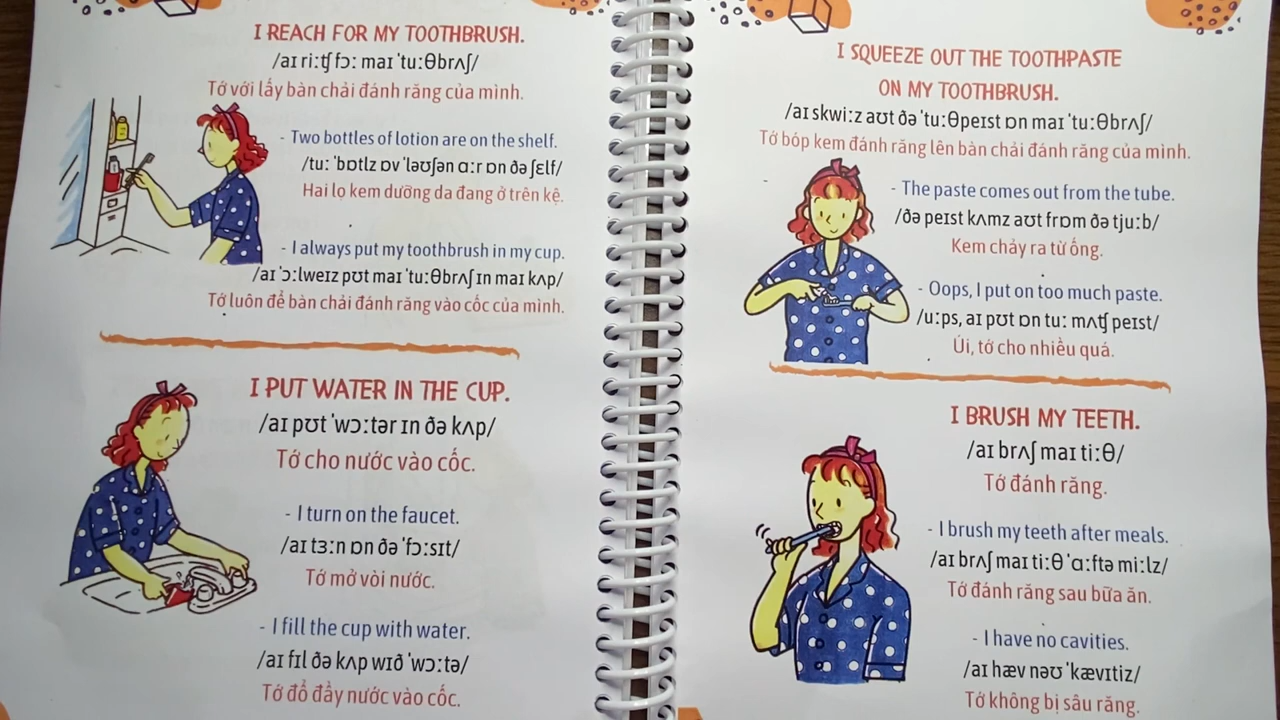 I REACH FOR MY TOOTHBRUSH.
/aɪ riːʧ fɔː maɪ ˈtuːθbrʌʃ/
Tớ với lấy bàn chải đánh răng của mình.
- Two bottles of lotion are on the shelf.
/tuː ˈbɒtlz ɒv ˈləʊʃən ɑːr ɒn ðə ʃɛlf/
Hai lọ kem dưỡng da đang ở trên kệ.
- I always put my toothbrush in my cup.
/aɪ ˈɔːlweɪz pʊt maɪ ˈtuːθbrʌʃ ɪn maɪ kʌp/
Tớ luôn để bàn chải đánh răng vào cốc của mình.
I PUT WATER IN THE CUP.
/aɪ pʊt ˈwɔːtər ɪn ðə kʌp/
Tớ cho nước vào cốc.
- I turn on the faucet.
/aɪ tɜːn ɒn ðə ˈfɔːsɪt/
Tớ mở vòi nước.
- I fill the cup with water.
/aɪ fɪl ðə kʌp wɪð ˈwɔːtə/
Tớ đổ đầy nước vào cốc.
I SQUEEZE OUT THE TOOTHPASTE
ON MY TOOTHBRUSH.
/aɪ skwiːz aʊt ðə ˈtuːθpeɪst ɒn maɪ ˈtuːθbrʌʃ/
Tớ bóp kem đánh răng lên bàn chải đánh răng của mình.
- The paste comes out from the tube.
/ðə peɪst kʌmz aʊt frɒm ðə tjuːb/
Kem chảy ra từ ống.
- Oops, I put on too much paste.
/uːps, aɪ pʊt ɒn tuː mʌʧ peɪst/
Úi, tớ cho nhiều quá.
I BRUSH MY TEETH.
/aɪ brʌʃ maɪ tiːθ/
Tớ đánh răng.
- I brush my teeth after meals.
/aɪ brʌʃ maɪ tiːθ ˈɑːftə miːlz/
Tớ đánh răng sau bữa ăn.
- I have no cavities.
/aɪ hæv nəʊ ˈkævɪtiz/
Tớ không bị sâu răng.